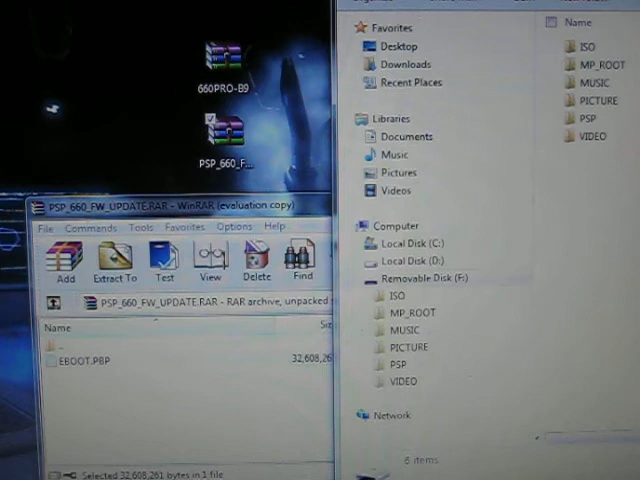 660PRO-B9
PSP_660_F...
PSP_660_FW_UPDATE.RAR - WinRAR (evaluation copy)
File Commands Tools Favorites Options Help
Add Extract To Test View Delete Find
PSP_660_FW_UPDATE.RAR - RAR archive, unpacked
Name
..
EBOOT.PBP 32,608,261
Selected 32,608,261 bytes in 1 file
Favorites
Desktop
Downloads
Recent Places
Libraries
Documents
Music
Pictures
Videos
Computer
Local Disk (C:)
Local Disk (D:)
Removable Disk (F:)
ISO
MP_ROOT
MUSIC
PICTURE
PSP
VIDEO
Network
Name
ISO
MP_ROOT
MUSIC
PICTURE
PSP
VIDEO
6 items